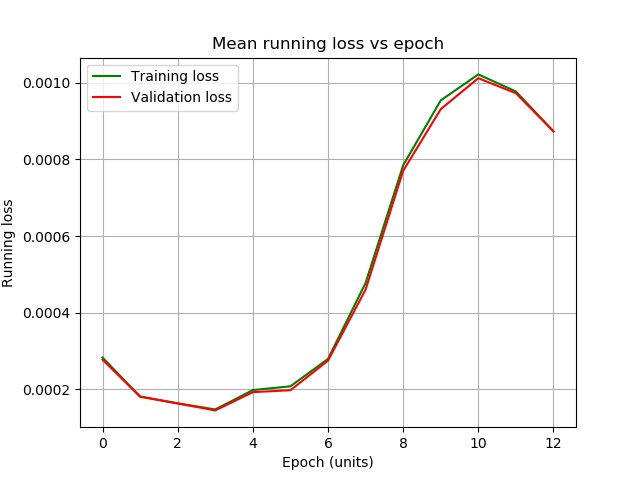 Mean running loss vs epoch
Training loss
Validation loss
0.0010
0.0008
0.0006
0.0004
0.0002
Running loss
0 2 4 6 8 10 12
Epoch (units)